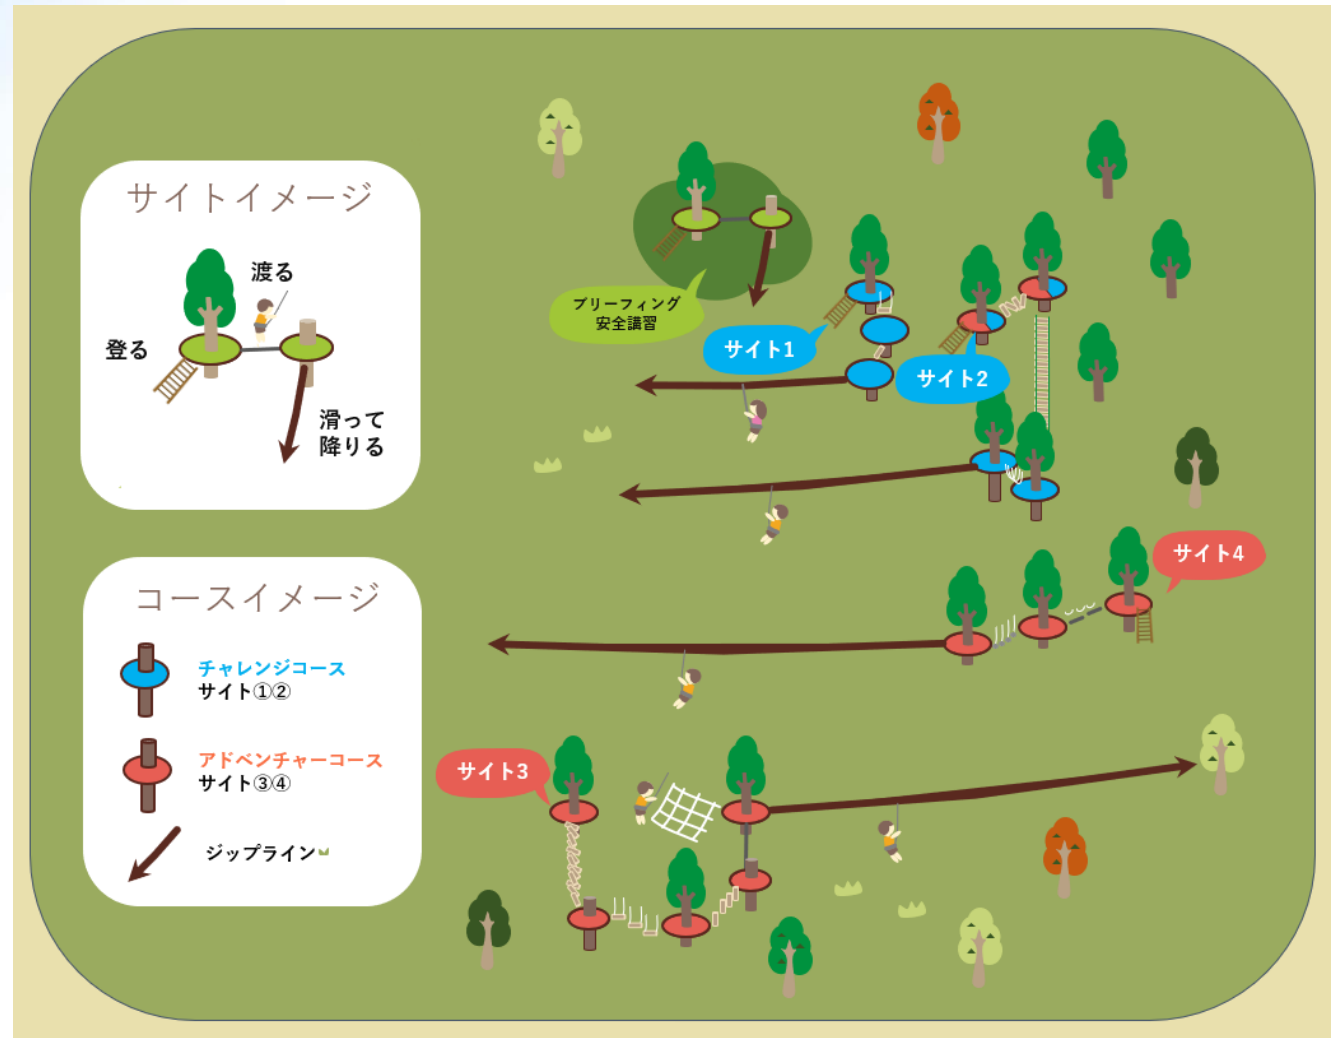 サイトイメージ
渡る
登る
滑って
降りる
ブリーフィング
安全講習
サイト1
サイト2
サイト4
サイト3
コースイメージ
チャレンジコース
サイト①②
アドベンチャーコース
サイト③④
ジップライン